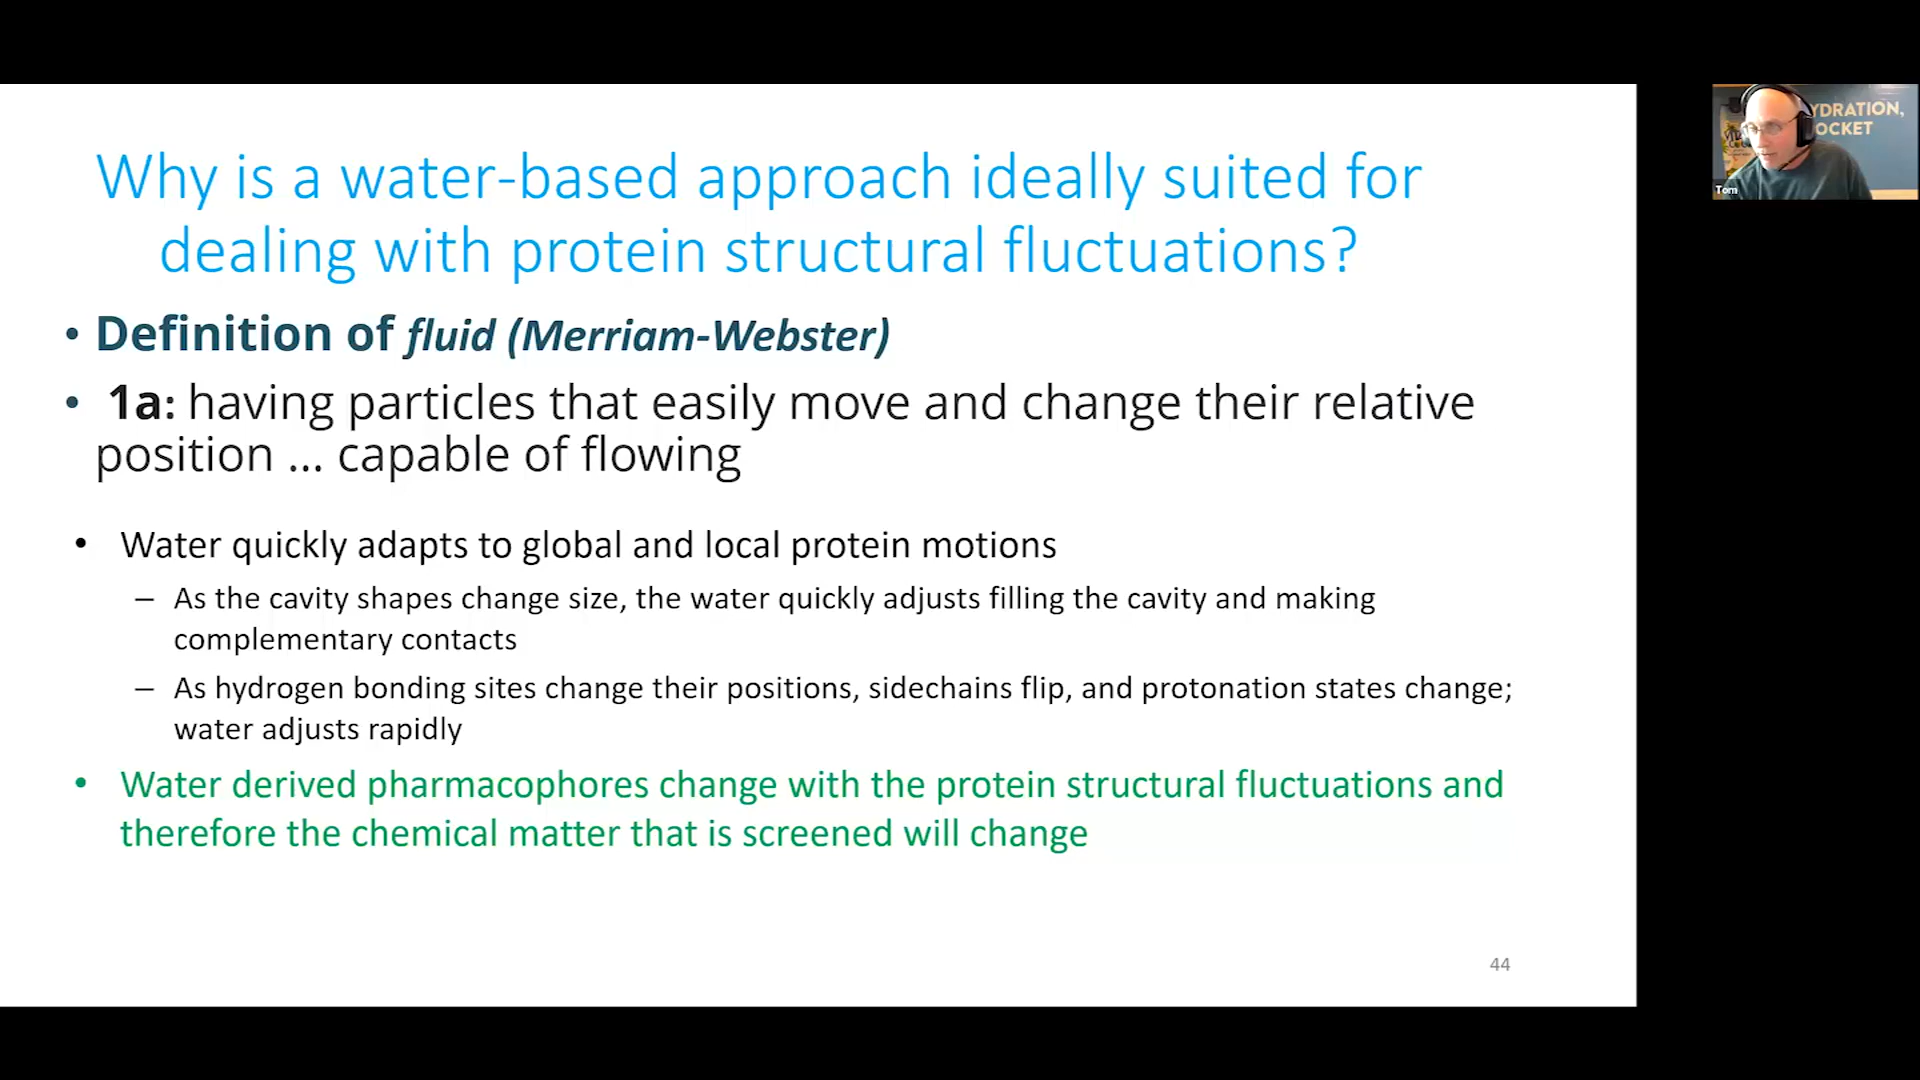 Why is a water-based approach ideally suited for
dealing with protein structural fluctuations?
• Definition of fluid (Merriam-Webster)
• 1a: having particles that easily move and change their relative
position ... capable of flowing
• Water quickly adapts to global and local protein motions
– As the cavity shapes change size, the water quickly adjusts filling the cavity and making
complementary contacts
– As hydrogen bonding sites change their positions, sidechains flip, and protonation states change;
water adjusts rapidly
• Water derived pharmacophores change with the protein structural fluctuations and
therefore the chemical matter that is screened will change
44
YDRATION,
OCKET
Tom